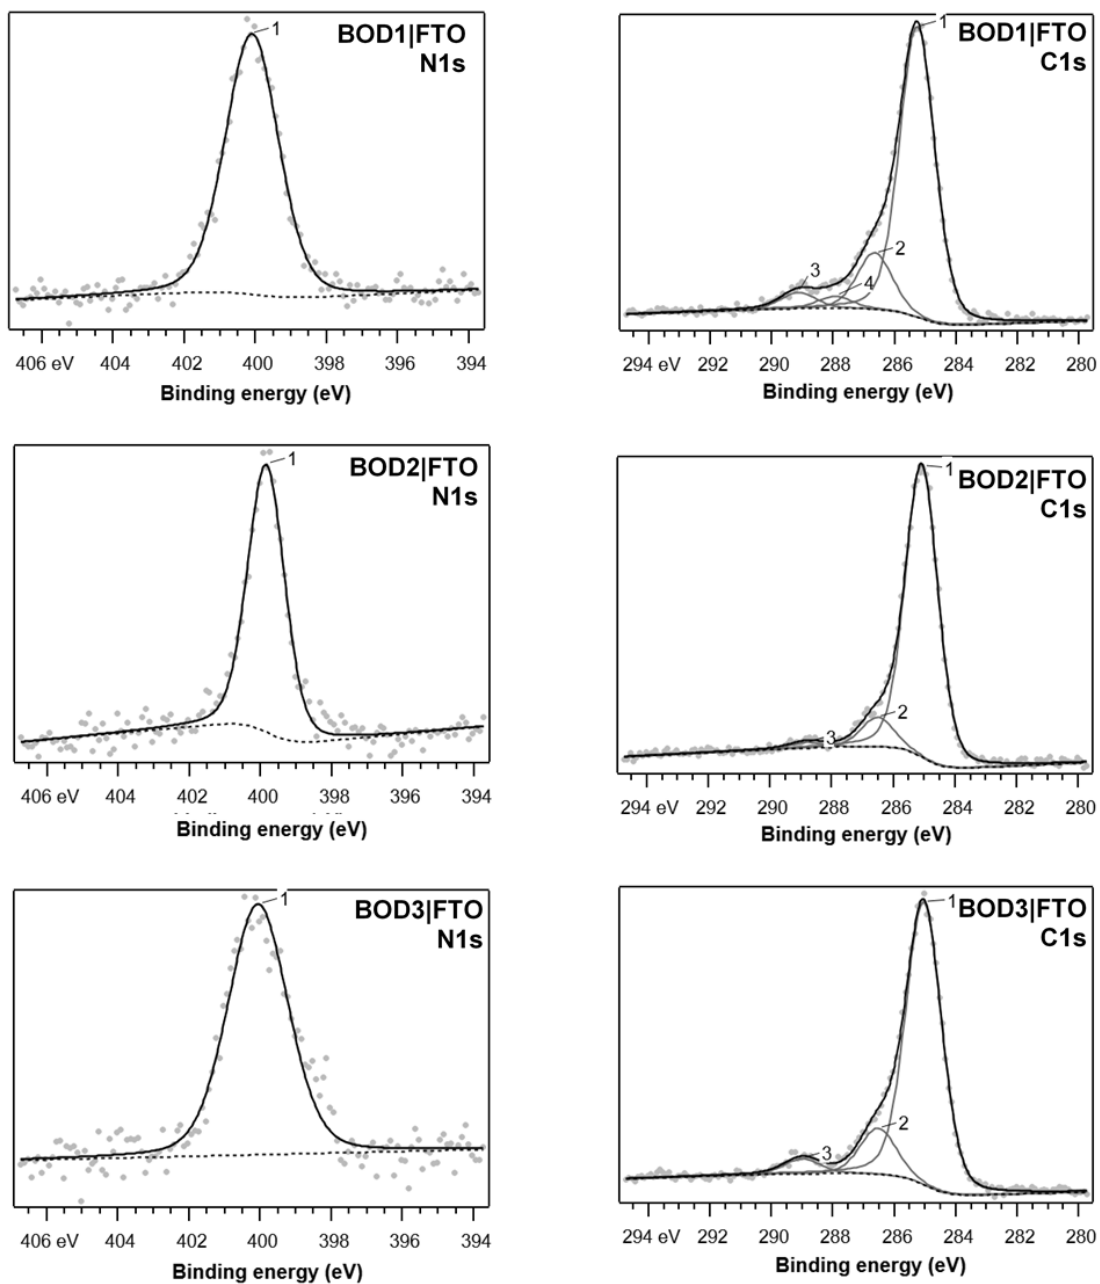 1
BOD1|FTO
N1s
406 eV 404 402 400 398 396 394
Binding energy (eV)
1
BOD1|FTO
C1s
2
3
4
294 eV 292 290 288 286 284 282 280
Binding energy (eV)
1
BOD2|FTO
N1s
406 eV 404 402 400 398 396 394
Binding energy (eV)
1
BOD2|FTO
C1s
2
3
294 eV 292 290 288 286 284 282 280
Binding energy (eV)
1
BOD3|FTO
N1s
406 eV 404 402 400 398 396 394
Binding energy (eV)
1
BOD3|FTO
C1s
2
3
294 eV 292 290 288 286 284 282 280
Binding energy (eV)